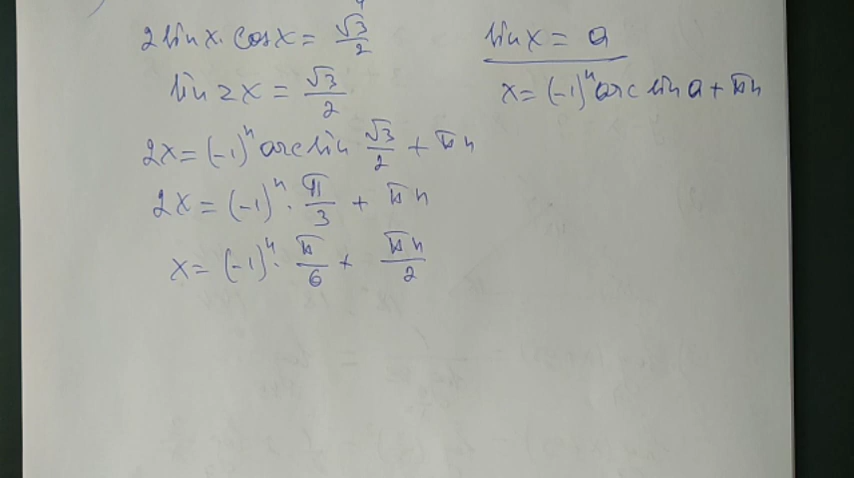 2 sin x · cos x = √3/2
sin 2x = √3/2
2x = (-1)ⁿ arcsin √3/2 + πn
2x = (-1)ⁿ · π/3 + πn
x = (-1)ⁿ · π/6 + πn/2
sin x = a
x = (-1)ⁿ arcsin a + πn